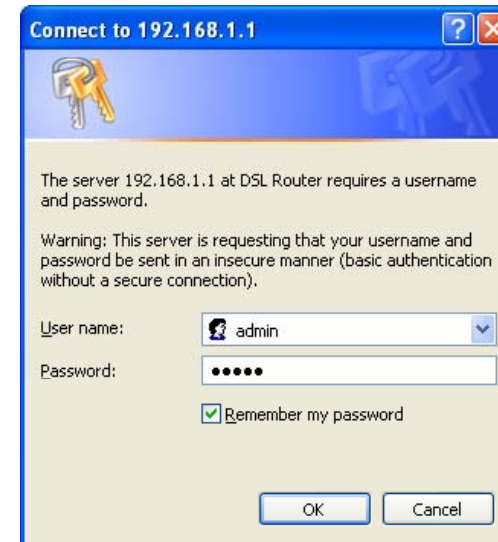 Connect to 192.168.1.1
The server 192.168.1.1 at DSL Router requires a username
and password.
Warning: This server is requesting that your username and
password be sent in an insecure manner (basic authentication
without a secure connection).
User name: admin
Password: •••••
Remember my password
OK Cancel